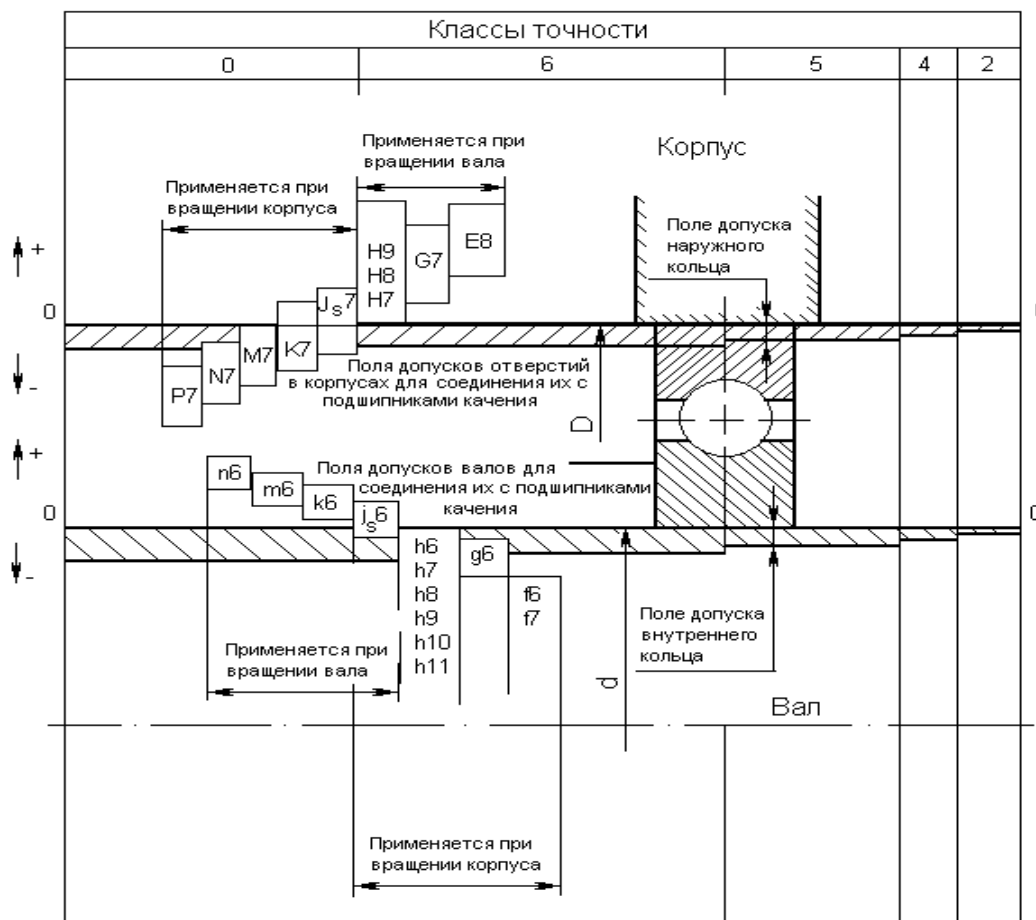 Классы точности
0 6 5 4 2
Применяется при
вращении вала
Корпус
Применяется при
вращении корпуса
Поле допуска
наружного
кольца
+
H9
H8
H7
G7
E8
Js7
0
K7
M7
N7
P7
-
Поля допусков отверстий
в корпусах для соединения их с
подшипниками качения
D
+
n6
m6
k6
js6
Поля допусков валов для
соединения их с подшипниками
качения
0
0
-
h6
h7
h8
h9
h10
h11
g6
f6
f7
Поле допуска
внутреннего
кольца
Применяется при
вращении вала
d
Вал
Применяется при
вращении корпуса